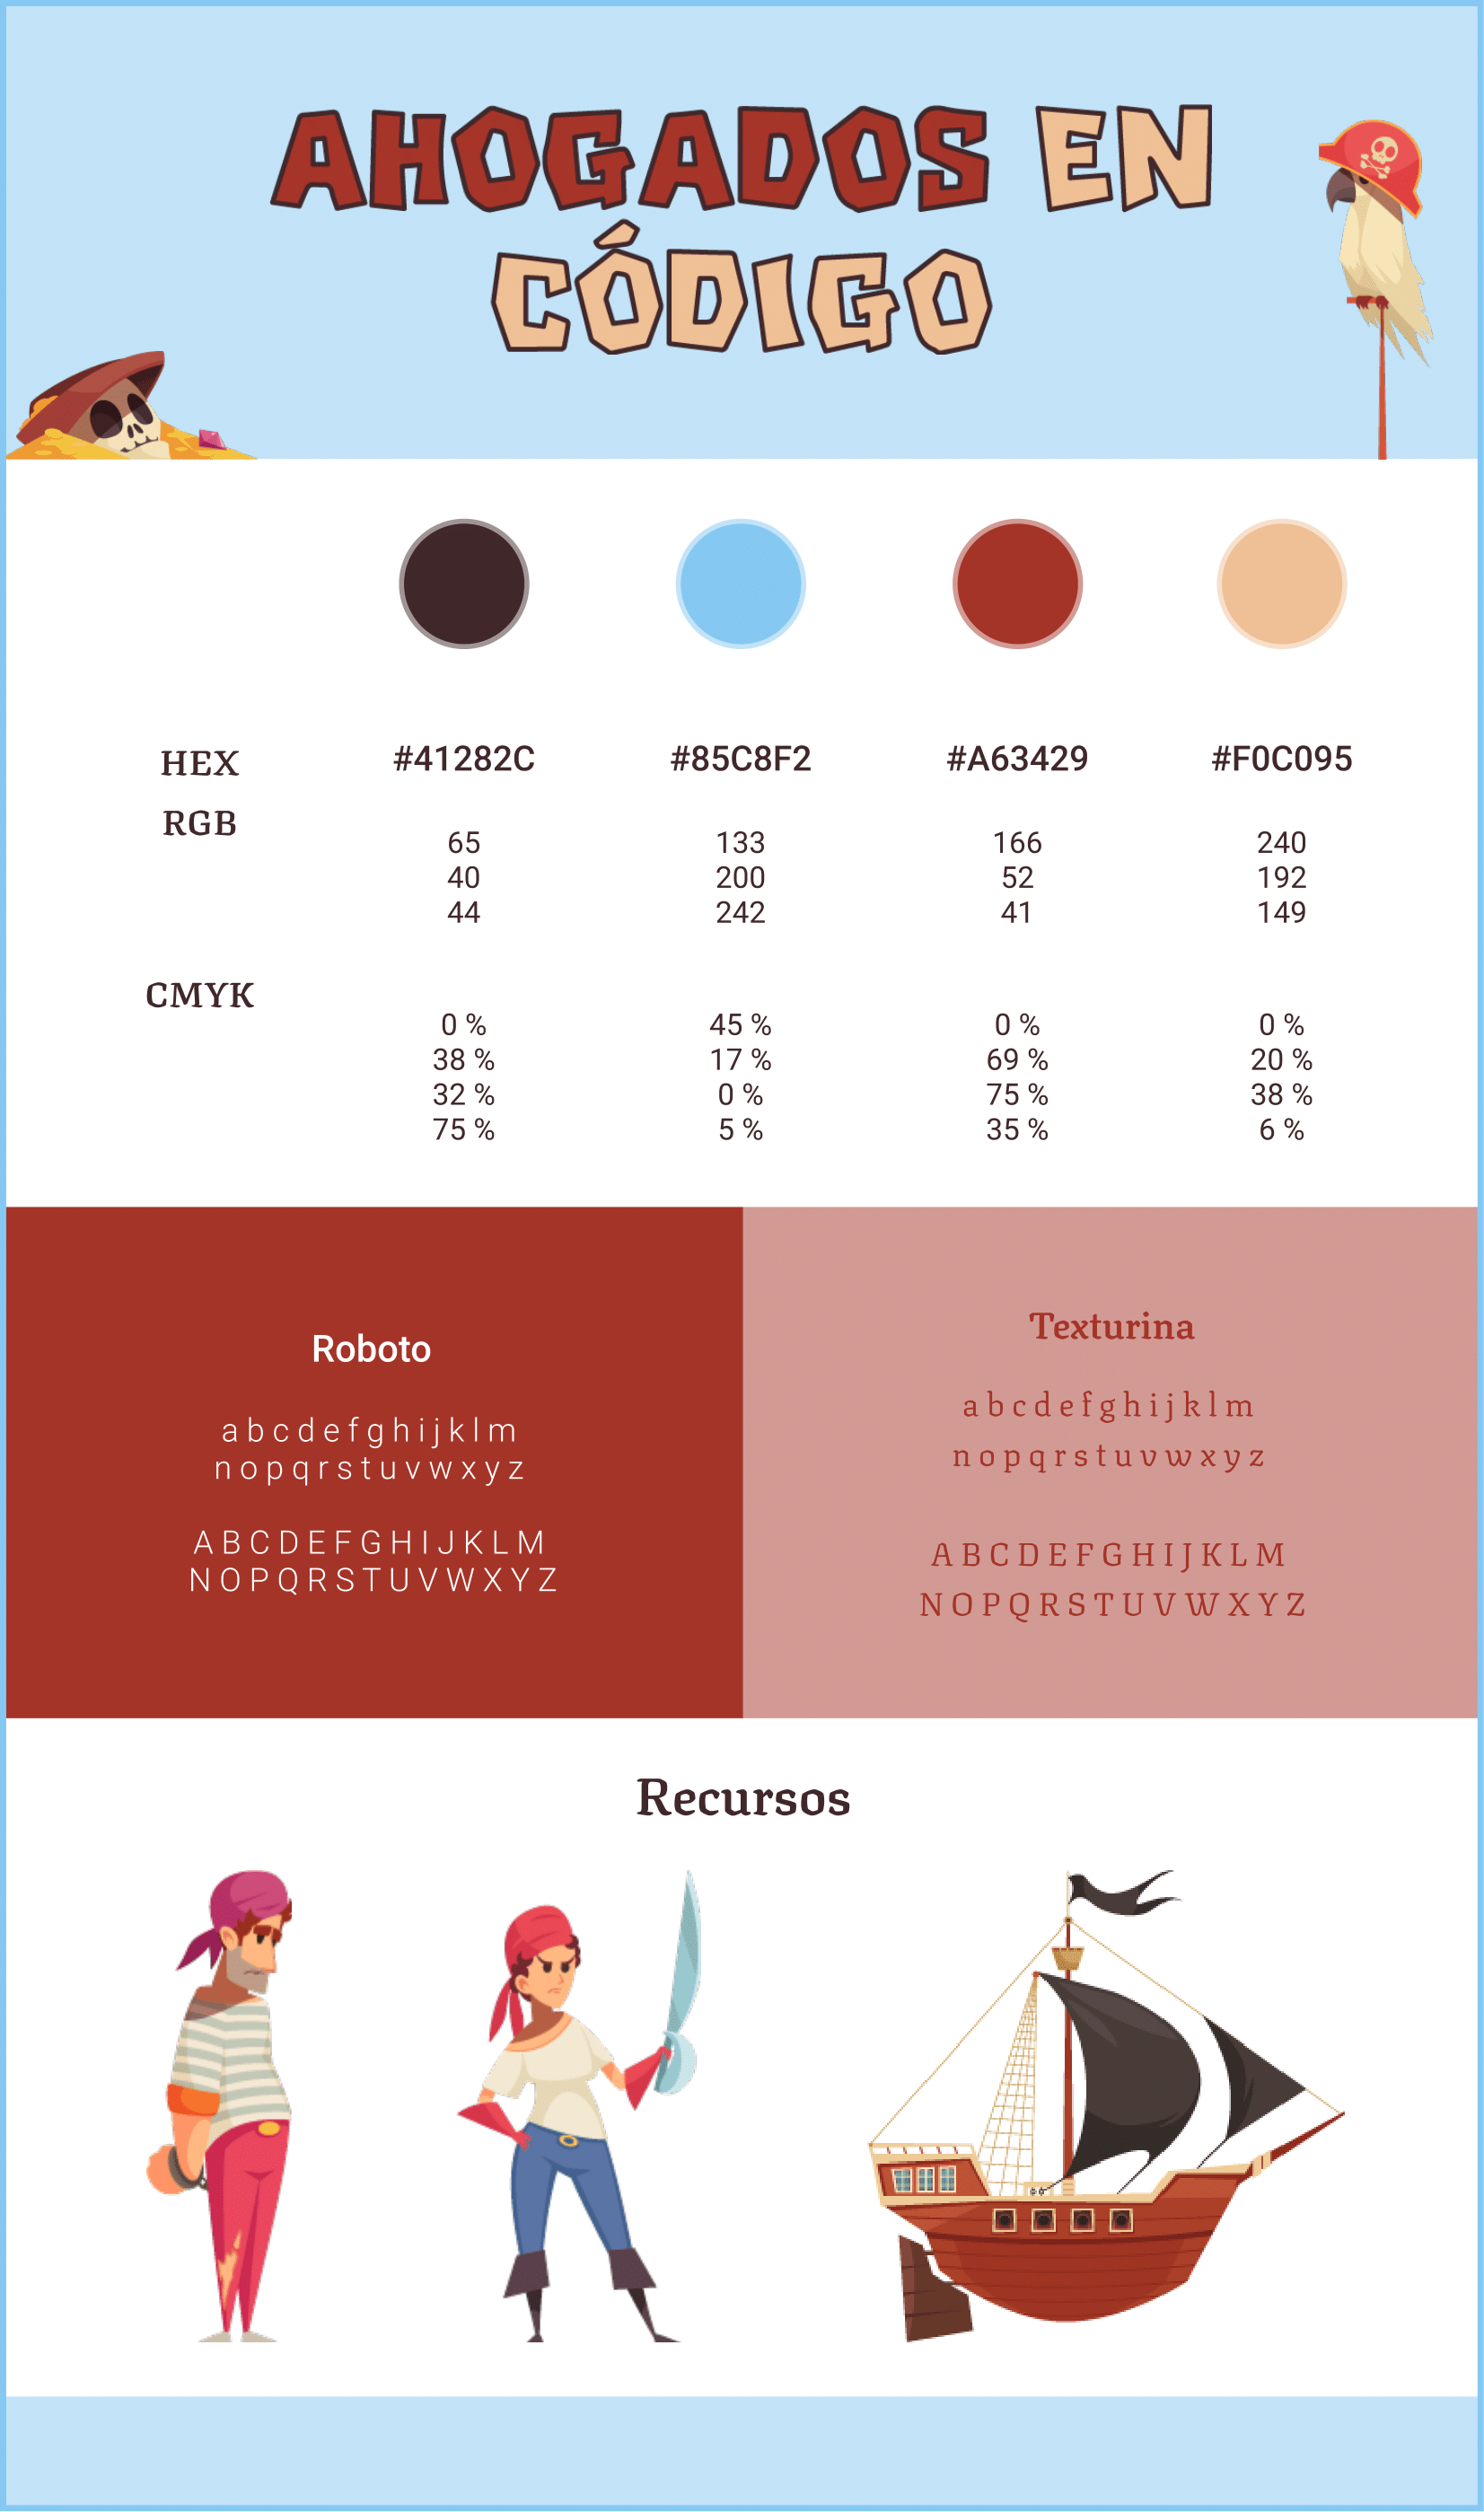 AHOGADOS EN
CÓDIGO
HEX #41282C #85C8F2 #A63429 #F0C095
RGB
65 133 166 240
40 200 52 192
44 242 41 149
CMYK
0 % 45 % 0 % 0 %
38 % 17 % 69 % 20 %
32 % 0 % 75 % 38 %
75 % 5 % 35 % 6 %
Roboto
a b c d e f g h i j k l m
n o p q r s t u v w x y z
A B C D E F G H I J K L M
N O P Q R S T U V W X Y Z
Texturina
a b c d e f g h i j k l m
n o p q r s t u v w x y z
A B C D E F G H I J K L M
N O P Q R S T U V W X Y Z
Recursos